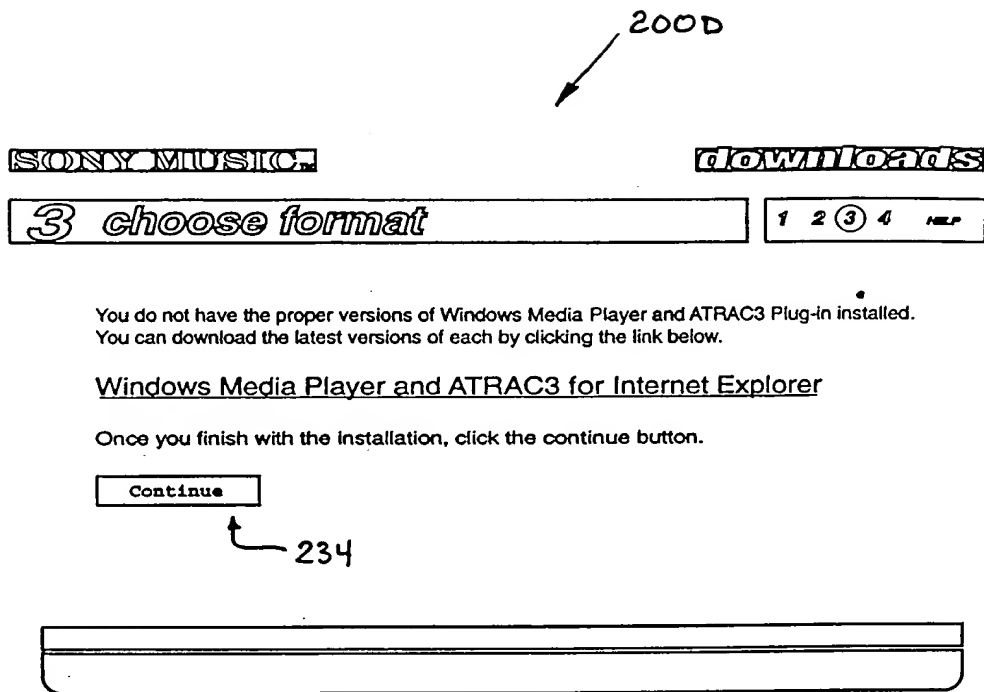 200D
SONY MUSIC™ downloads
3 choose format 1 2 3 4 HELP
You do not have the proper versions of Windows Media Player and ATRAC3 Plug-in installed.
You can download the latest versions of each by clicking the link below.
Windows Media Player and ATRAC3 for Internet Explorer
Once you finish with the installation, click the continue button.
Continue
234